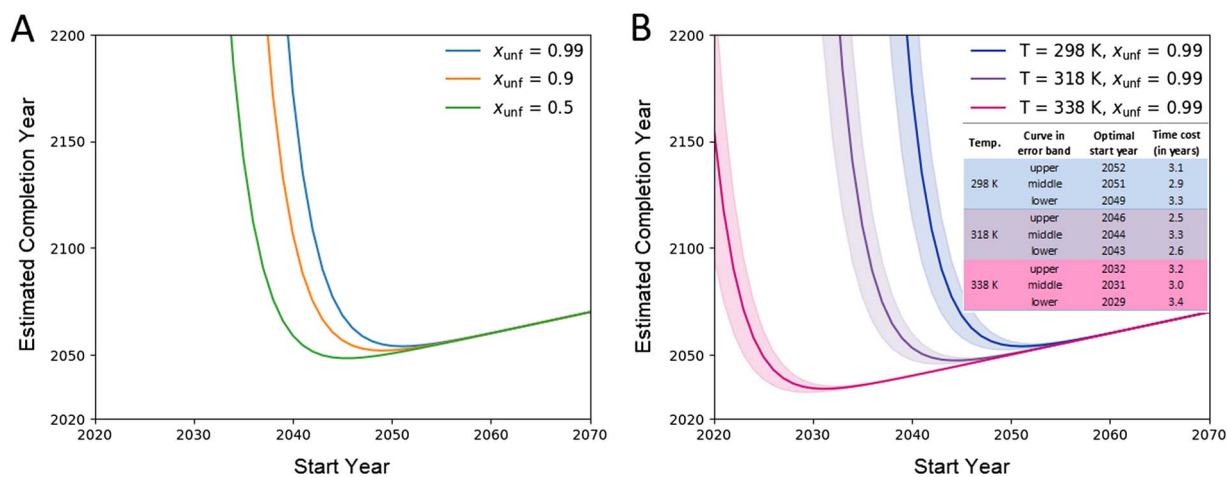 A
Estimated Completion Year
2200
2150
2100
2050
2020
2020 2030 2040 2050 2060 2070
Start Year
x_unf = 0.99
x_unf = 0.9
x_unf = 0.5
B
Estimated Completion Year
2200
2150
2100
2050
2020
2020 2030 2040 2050 2060 2070
Start Year
T = 298 K, x_unf = 0.99
T = 318 K, x_unf = 0.99
T = 338 K, x_unf = 0.99
Temp. Curve in error band Optimal start year Time cost (in years)
298 K upper 2052 3.1
middle 2051 2.9
lower 2049 3.3
318 K upper 2046 2.5
middle 2044 3.3
lower 2043 2.6
338 K upper 2032 3.2
middle 2031 3.0
lower 2029 3.4